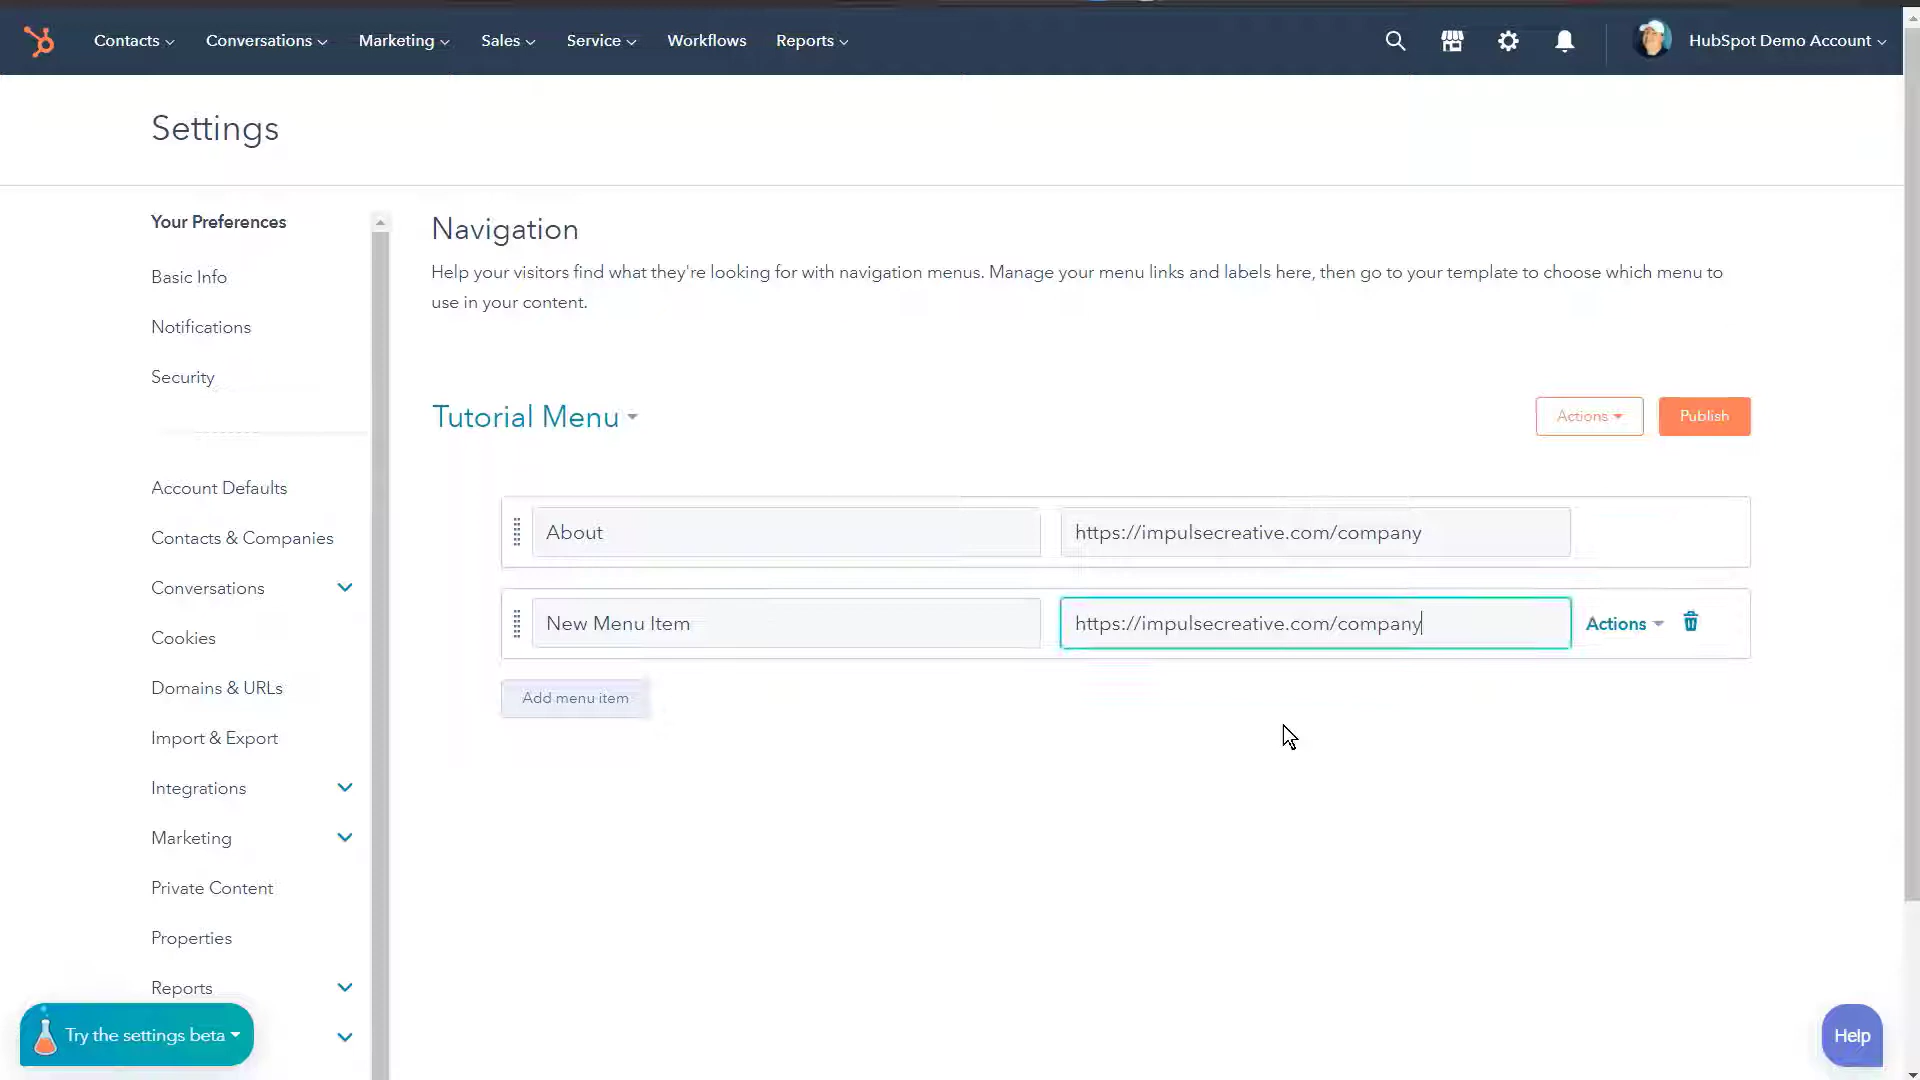 Contacts Conversations Marketing Sales Service Workflows Reports HubSpot Demo Account
Settings
Your Preferences
Basic Info
Notifications
Security
Account Defaults
Contacts & Companies
Conversations
Cookies
Domains & URLs
Import & Export
Integrations
Marketing
Private Content
Properties
Reports
Try the settings beta
Navigation
Help your visitors find what they're looking for with navigation menus. Manage your menu links and labels here, then go to your template to choose which menu to
use in your content.
Tutorial Menu Actions Publish
About https://impulsecreative.com/company
New Menu Item https://impulsecreative.com/company Actions
Add menu item
Help